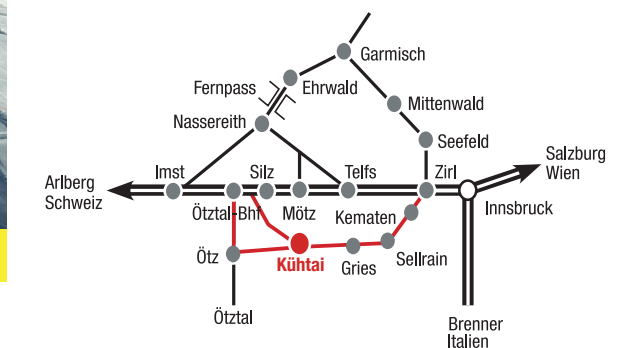 Garmisch
Fernpass
Ehrwald
Mittenwald
Nassereith
Seefeld
Salzburg
Wien
Arlberg
Schweiz
Imst
Silz
Telfs
Zirl
Ötztal-Bhf
Mötz
Kematen
Innsbruck
Ötz
Kühtai
Gries
Sellrain
Ötztal
Brenner
Italien